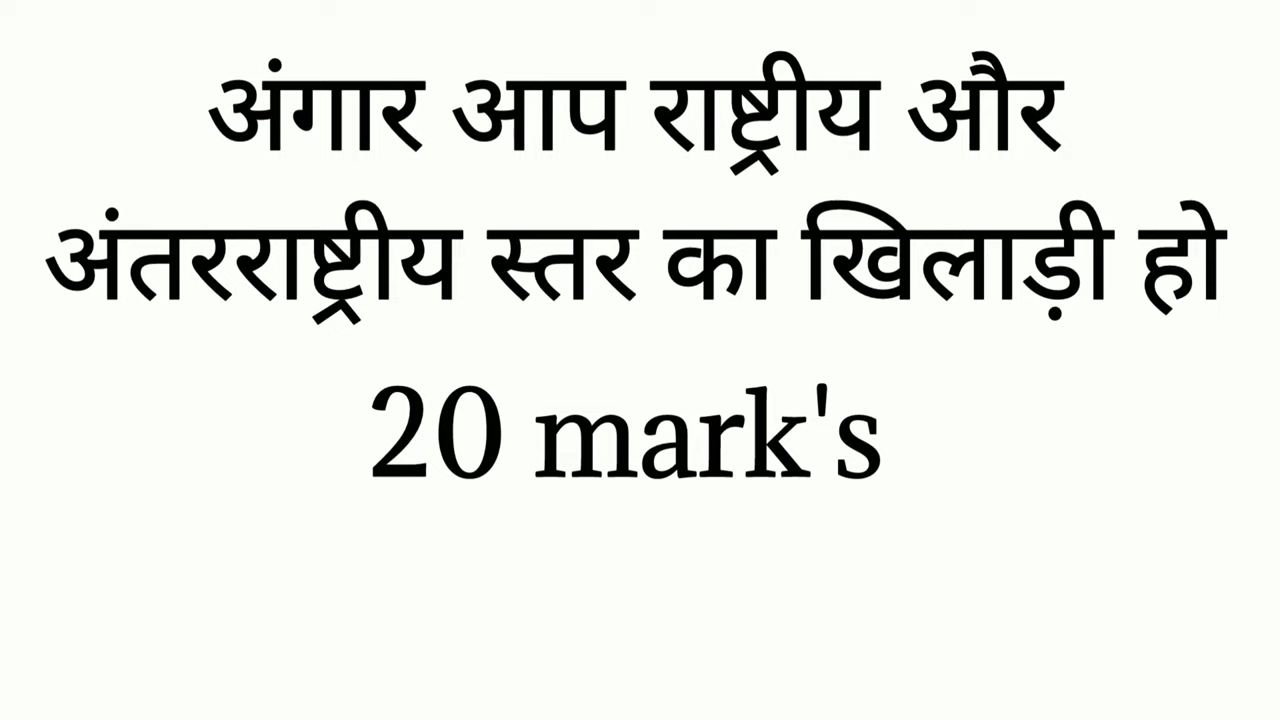 अंगार आप राष्ट्रीय और
अंतरराष्ट्रीय स्तर का खिलाड़ी हो
20 mark's